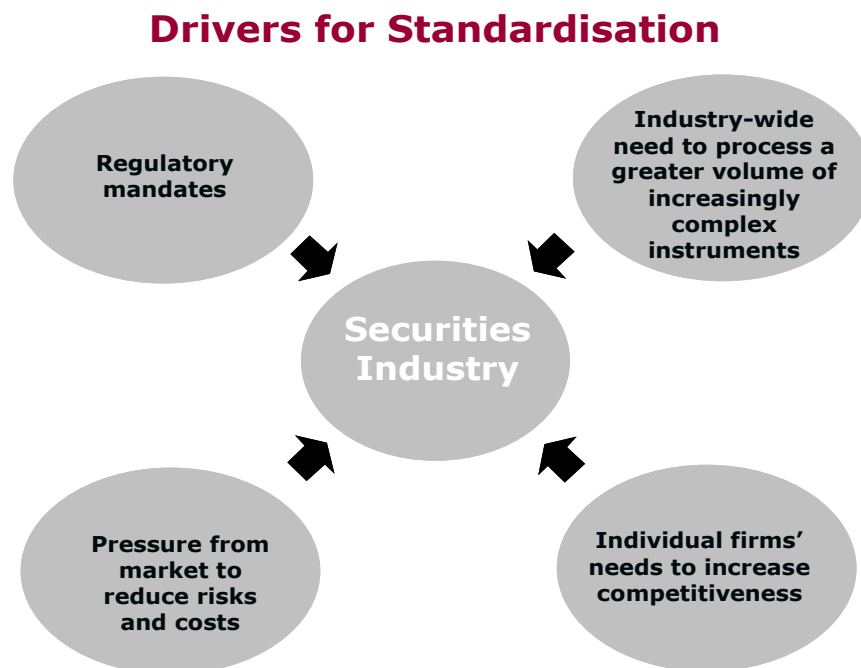 Drivers for Standardisation
Regulatory
mandates
Industry-wide
need to process a
greater volume of
increasingly
complex
instruments
Securities
Industry
Pressure from
market to
reduce risks
and costs
Individual firms’
needs to increase
competitiveness